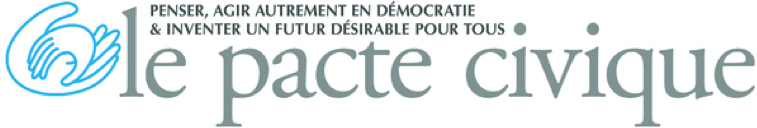 PENSER, AGIR AUTREMENT EN DÉMOCRATIE
& INVENTER UN FUTUR DÉSIRABLE POUR TOUS
le pacte civique